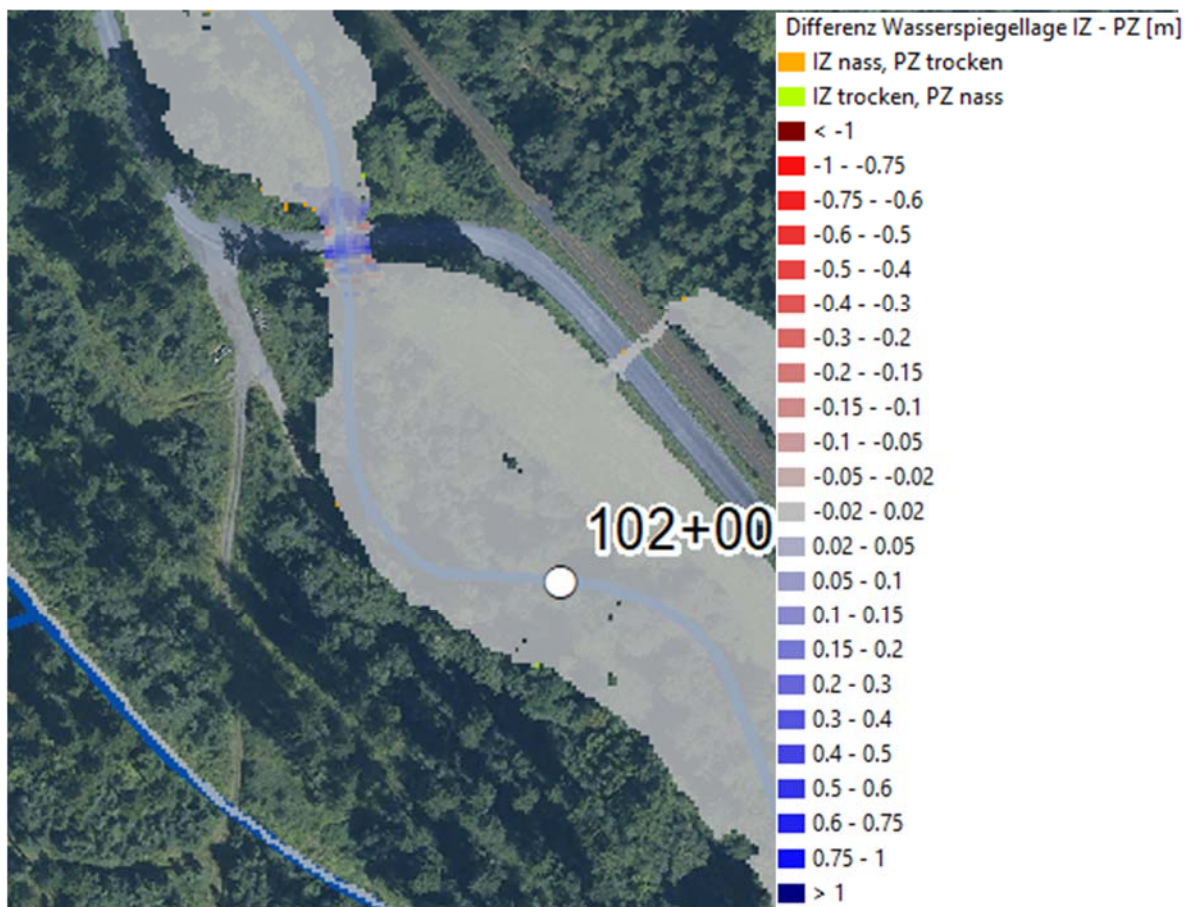 Differenz Wasserspiegellage IZ - PZ [m]
IZ nass, PZ trocken
IZ trocken, PZ nass
< -1
-1 - -0.75
-0.75 - -0.6
-0.6 - -0.5
-0.5 - -0.4
-0.4 - -0.3
-0.3 - -0.2
-0.2 - -0.15
-0.15 - -0.1
-0.1 - -0.05
-0.05 - -0.02
-0.02 - 0.02
0.02 - 0.05
0.05 - 0.1
0.1 - 0.15
0.15 - 0.2
0.2 - 0.3
0.3 - 0.4
0.4 - 0.5
0.5 - 0.6
0.6 - 0.75
0.75 - 1
> 1
102+00